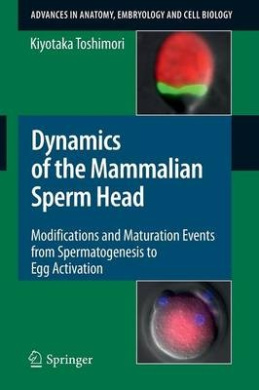 ADVANCES IN ANATOMY, EMBRYOLOGY AND CELL BIOLOGY
Kiyotaka Toshimori
Dynamics
of the Mammalian
Sperm Head
Modifications and Maturation Events
from Spermatogenesis to
Egg Activation
Springer